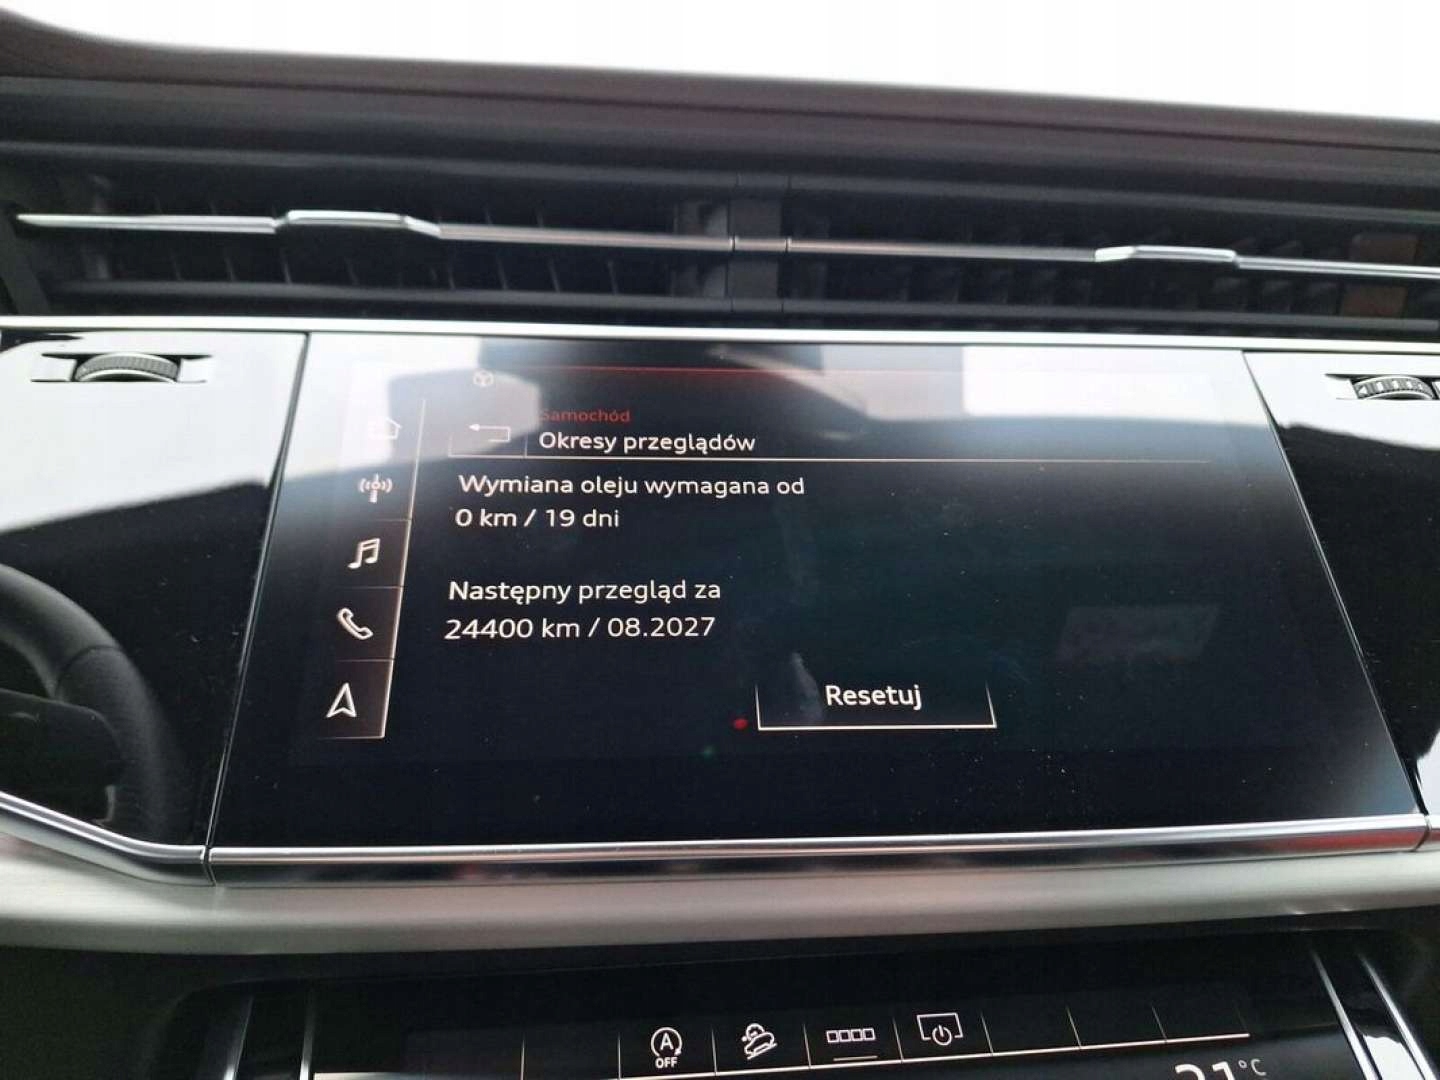 Samochód
Okresy przeglądów
Wymiana oleju wymagana od
0 km / 19 dni
Następny przegląd za
24400 km / 08.2027
Resetuj
A
OFF
21°C